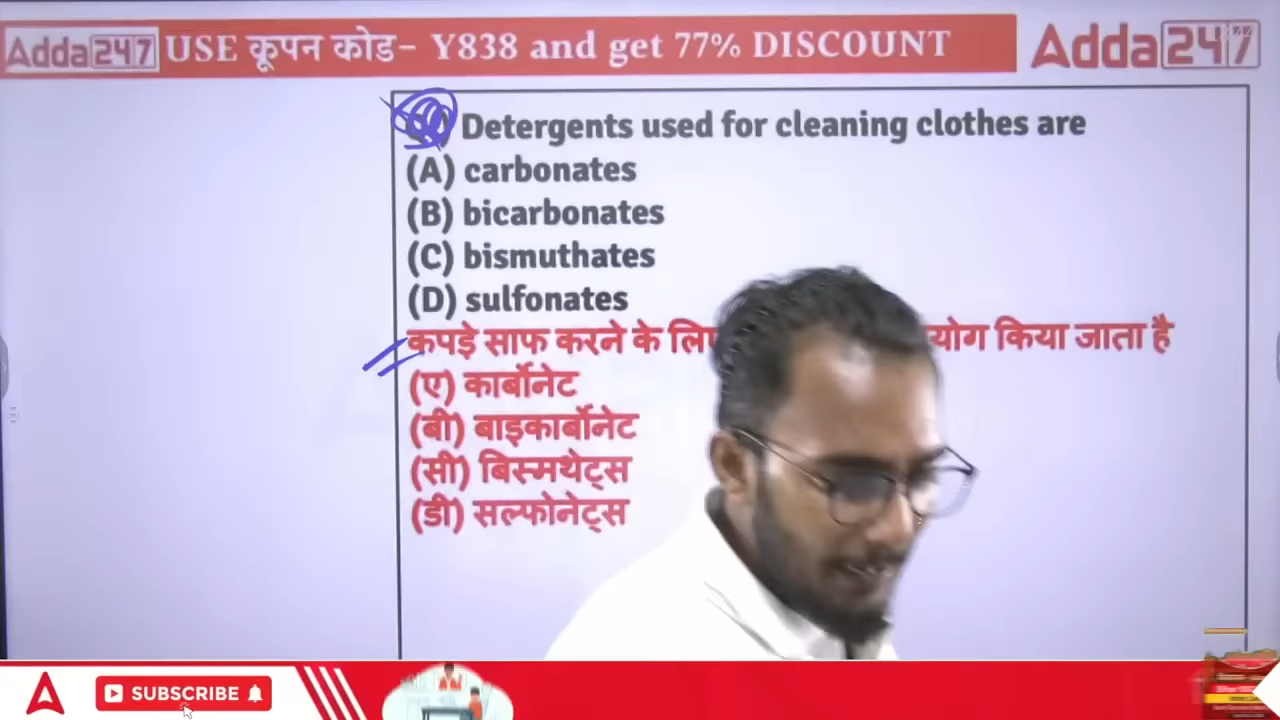 Adda247 USE कूपन कोड- Y838 and get 77% DISCOUNT
Adda247
Detergents used for cleaning clothes are
(A) carbonates
(B) bicarbonates
(C) bismuthates
(D) sulfonates
कपड़े साफ करने के लिए किया जाता है
(ए) कार्बोनेट
(बी) बाइकार्बोनेट
(सी) बिस्मथेट्स
(डी) सल्फोनेट्स
SUBSCRIBE